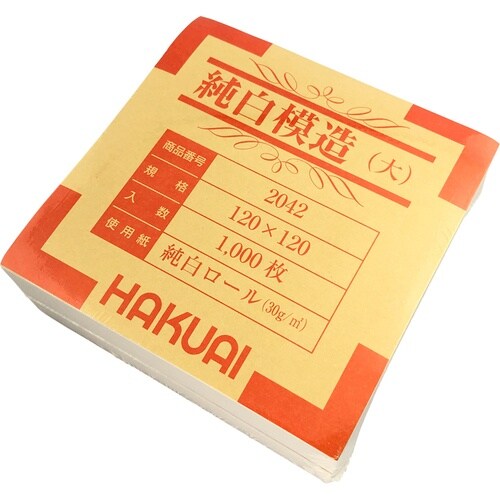 純白模造(大)
商品番号 2042
規格 120×120
入数 1,000枚
使用紙 純白ロール(30g/㎡)
HAKUAI